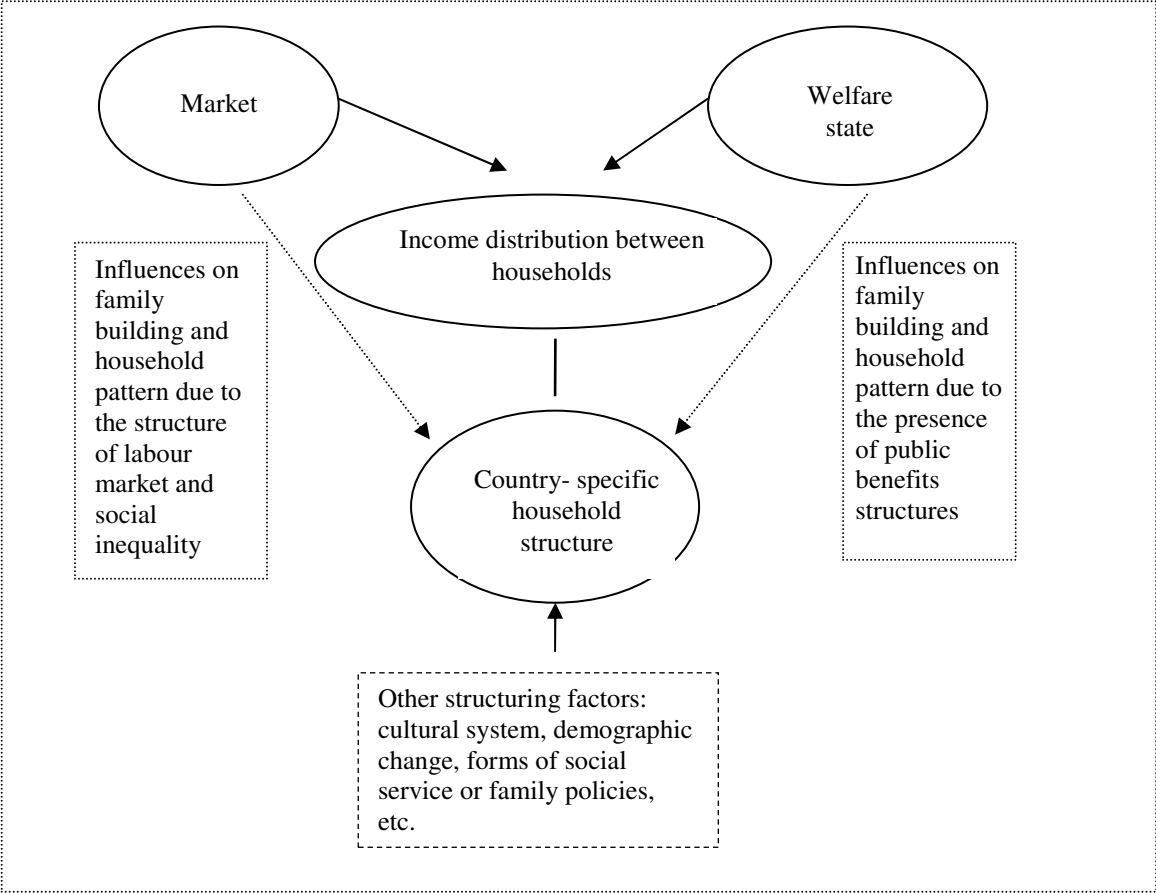 Market
Welfare
state
Income distribution between
households
Influences on
family
building and
household
pattern due to
the structure
of labour
market and
social
inequality
Influences on
family
building and
household
pattern due to
the presence
of public
benefits
structures
Country- specific
household
structure
Other structuring factors:
cultural system, demographic
change, forms of social
service or family policies,
etc.